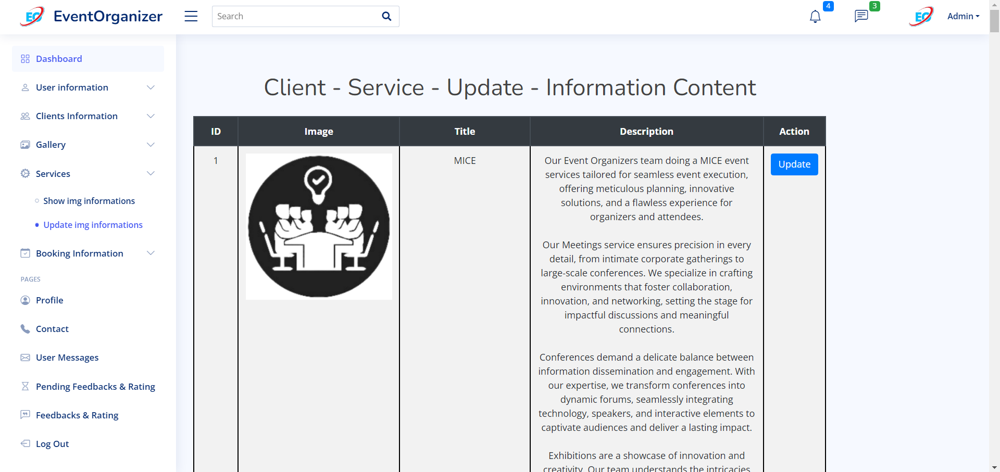 EO EventOrganizer
Search
4
3
EO
Admin
Dashboard
User information
Clients Information
Gallery
Services
Show img informations
Update img informations
Booking Information
PAGES
Profile
Contact
User Messages
Pending Feedbacks & Rating
Feedbacks & Rating
Log Out
Client - Service - Update - Information Content
ID Image Title Description Action
1 MICE
Our Event Organizers team doing a MICE event
services tailored for seamless event execution,
offering meticulous planning, innovative
solutions, and a flawless experience for
organizers and attendees.
Our Meetings service ensures precision in every
detail, from intimate corporate gatherings to
large-scale conferences. We specialize in crafting
environments that foster collaboration,
innovation, and networking, setting the stage for
impactful discussions and meaningful
connections.
Conferences demand a delicate balance between
information dissemination and engagement. With
our expertise, we transform conferences into
dynamic forums, seamlessly integrating
technology, speakers, and interactive elements to
captivate audiences and deliver a lasting impact.
Exhibitions are a showcase of innovation and
creativity. Our team understands the intricacies
Update